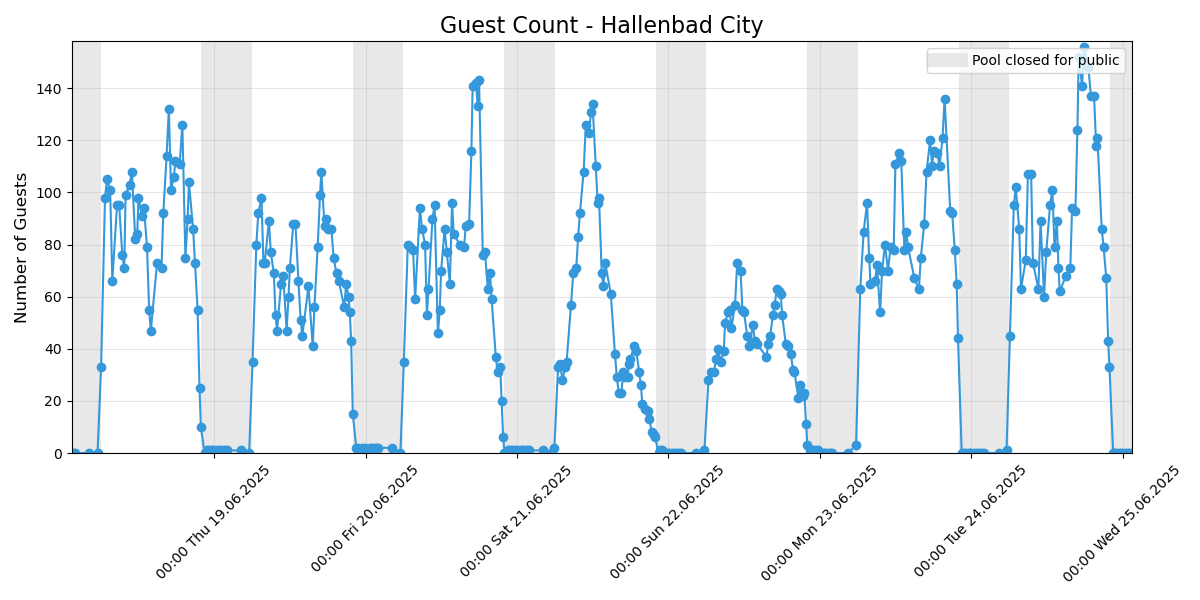 Guest Count - Hallenbad City
Pool closed for public
Number of Guests
140
120
100
80
60
40
20
0
00:00 Thu 19.06.2025
00:00 Fri 20.06.2025
00:00 Sat 21.06.2025
00:00 Sun 22.06.2025
00:00 Mon 23.06.2025
00:00 Tue 24.06.2025
00:00 Wed 25.06.2025